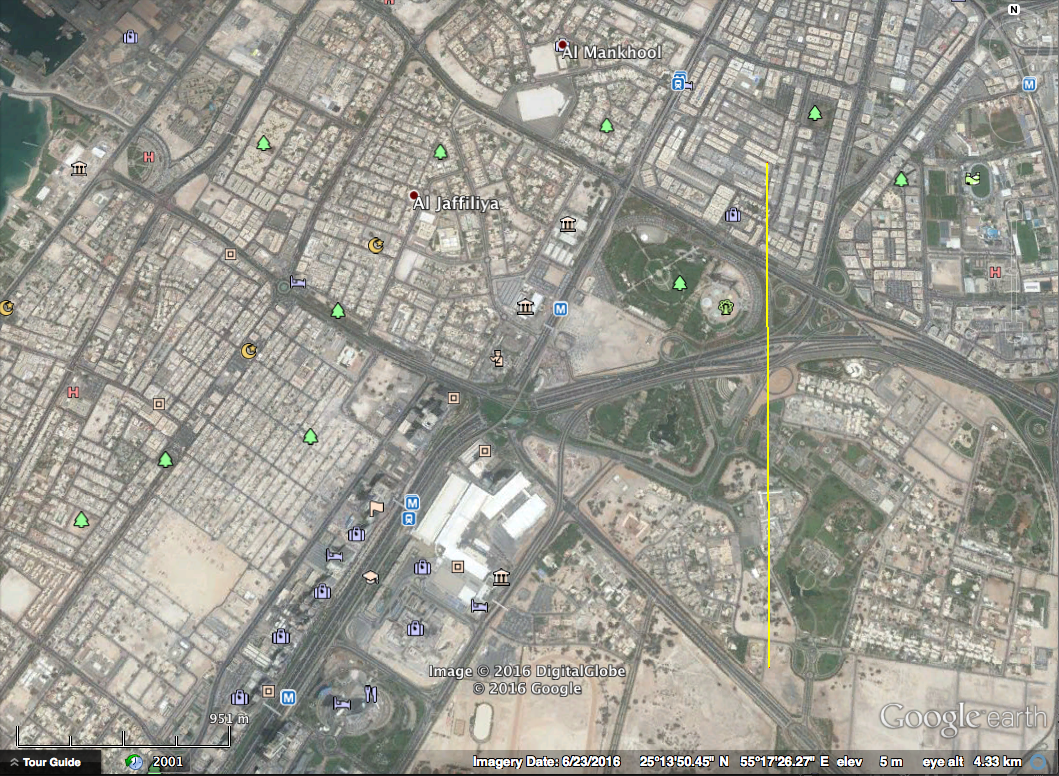 N
Al Mankhool
M
H
Al Jaffiliya
H
H
M
H
M
M
Image © 2016 DigitalGlobe
© 2016 Google
951 m
Google earth
Tour Guide
2001
Imagery Date: 6/23/2016 25°13'50.45" N 55°17'26.27" E elev 5 m eye alt 4.33 km